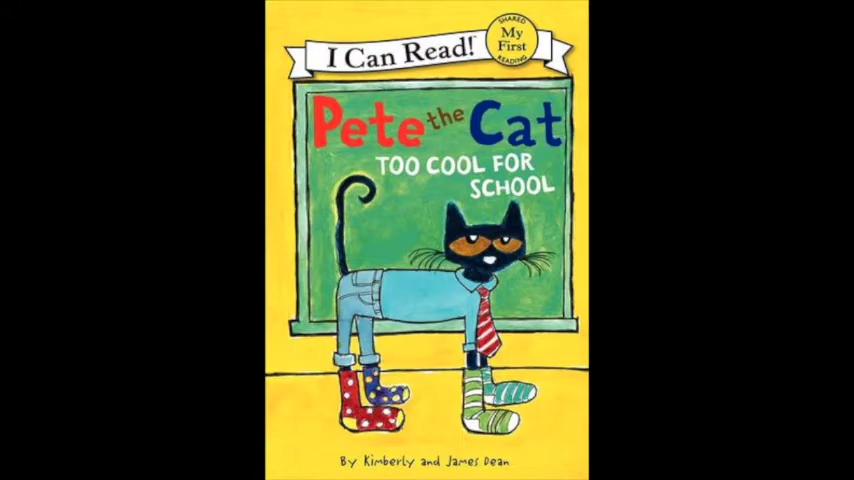 I Can Read!
SHARED
My
First
READING
Pete the Cat
TOO COOL FOR
SCHOOL
By Kimberly and James Dean